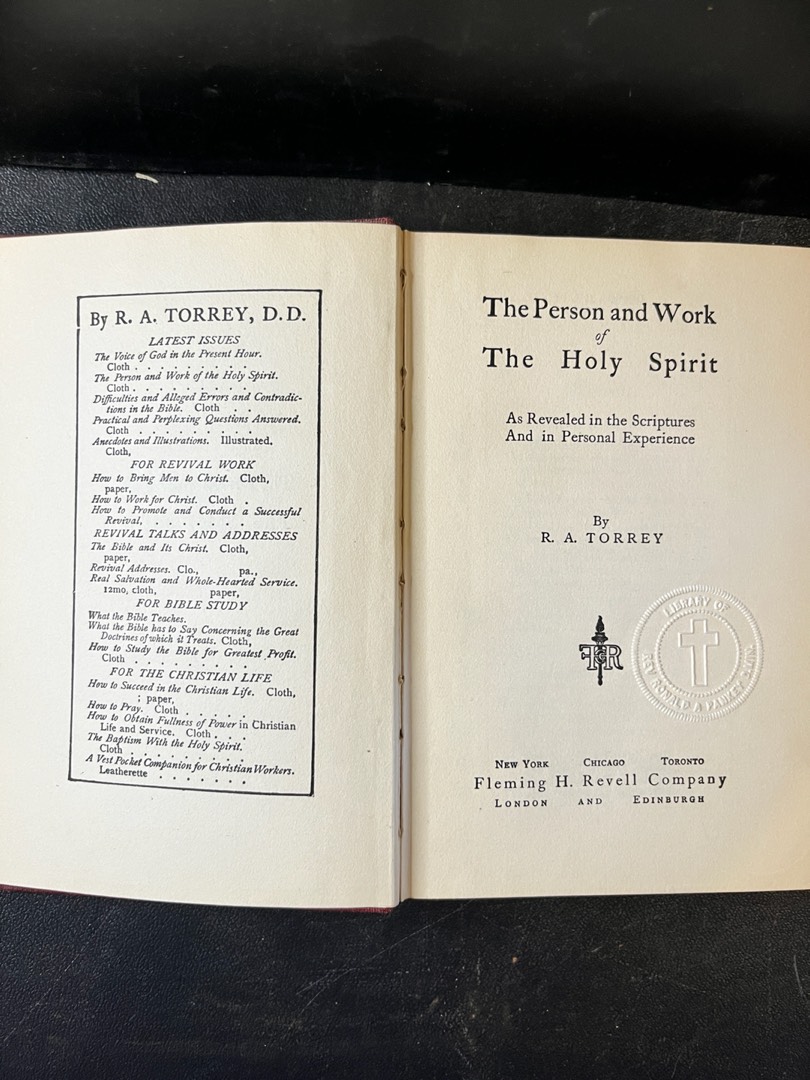 By R. A. TORREY, D.D.
LATEST ISSUES
The Voice of God in the Present Hour.
Cloth . . . . . . . .
The Person and Work of the Holy Spirit.
Cloth . . . . . . . .
Difficulties and Alleged Errors and Contradic-
tions in the Bible. Cloth . .
Practical and Perplexing Questions Answered.
Cloth . . . . . . . .
Anecdotes and Illustrations. Illustrated,
Cloth,
FOR REVIVAL WORK
How to Bring Men to Christ. Cloth,
paper,
How to Work for Christ. Cloth .
How to Promote and Conduct a Successful
Revival, . . . . . . .
REVIVAL TALKS AND ADDRESSES
The Bible and Its Christ. Cloth,
paper,
Revival Addresses. Clo., pa.,
Real Salvation and Whole-Hearted Service.
12mo, cloth, paper,
FOR BIBLE STUDY
What the Bible Teaches.
What the Bible has to Say Concerning the Great
Doctrines of which it Treats. Cloth,
How to Study the Bible for Greatest Profit.
Cloth . . . . . . . . .
FOR THE CHRISTIAN LIFE
How to Succeed in the Christian Life. Cloth,
; paper,
How to Pray. Cloth . . . . .
How to Obtain Fullness of Power in Christian
Life and Service. Cloth . . .
The Baptism With the Holy Spirit.
Cloth . . . . . . . .
A Vest Pocket Companion for Christian Workers.
Leatherette . . . . . . .
The Person and Work
of
The Holy Spirit
As Revealed in the Scriptures
And in Personal Experience
By
R. A. TORREY
FHR
LIBRARY OF
REV RONALD A
NEW YORK CHICAGO TORONTO
Fleming H. Revell Company
LONDON AND EDINBURGH